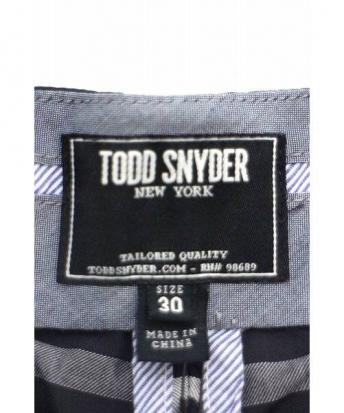 TODD SNYDER
NEW YORK
TAILORED QUALITY
TODDSNYDER.COM - RN# 98689
SIZE
30
MADE IN
CHINA